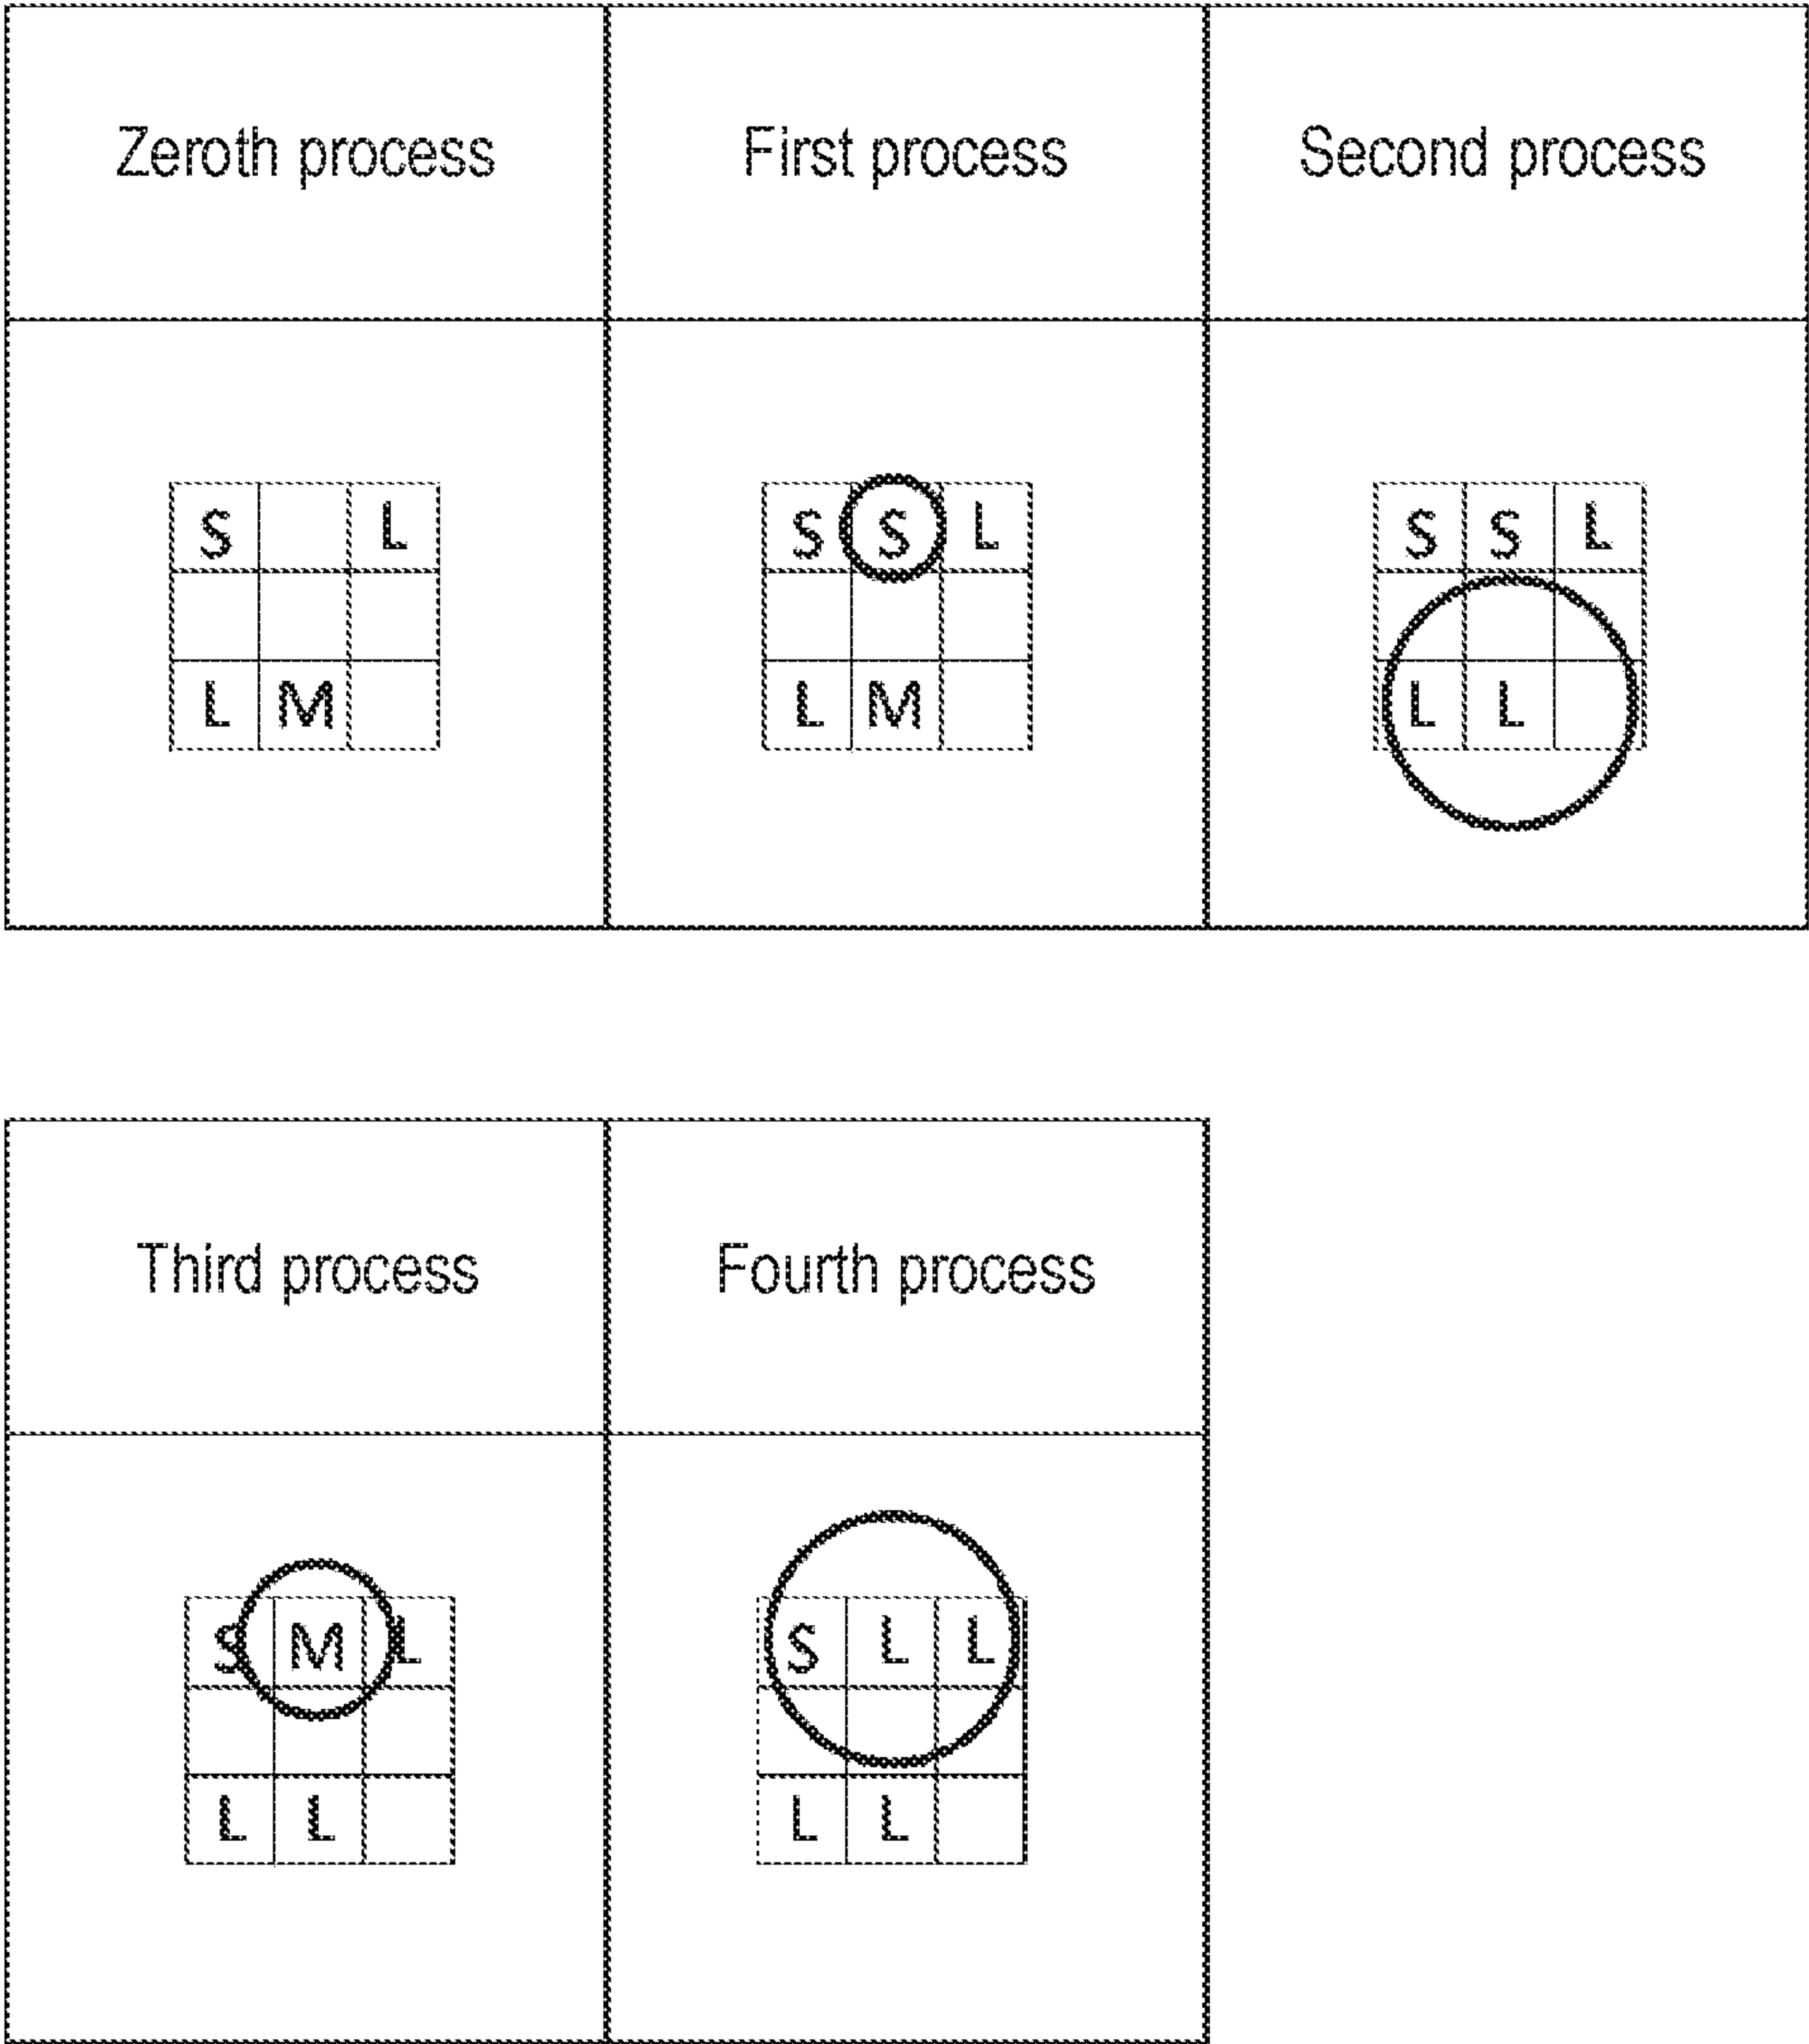 Zeroth process First process Second process
S L S S L S S L
L M L M L L
Third process Fourth process
S M L S L L
L L L L